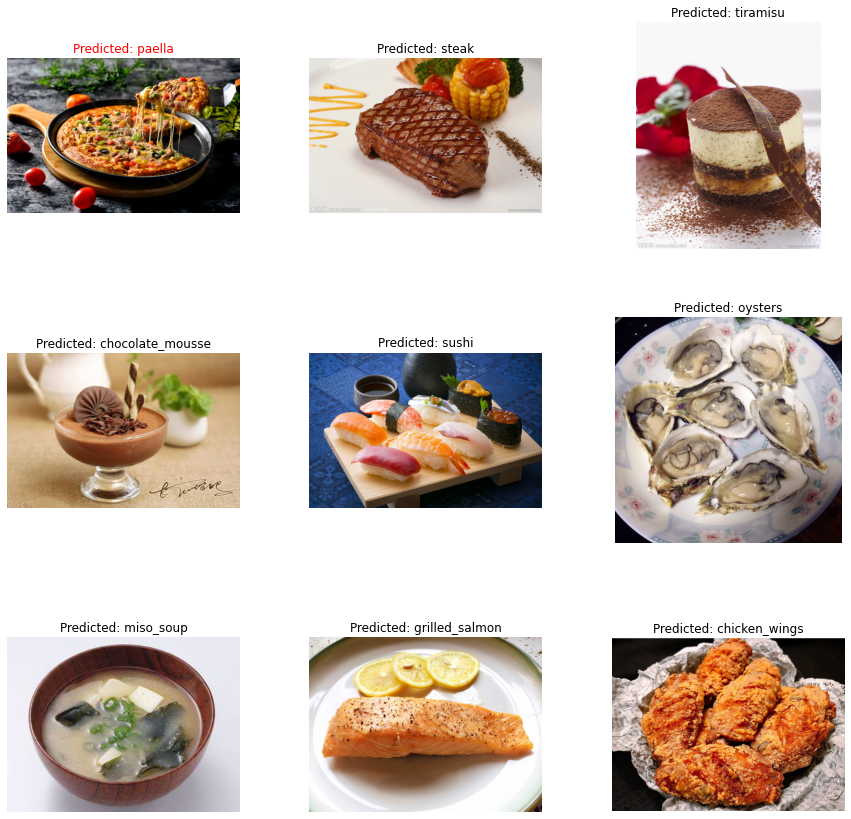 Predicted: paella
Predicted: steak
Predicted: tiramisu
Predicted: chocolate_mousse
Predicted: sushi
Predicted: oysters
Predicted: miso_soup
Predicted: grilled_salmon
Predicted: chicken_wings